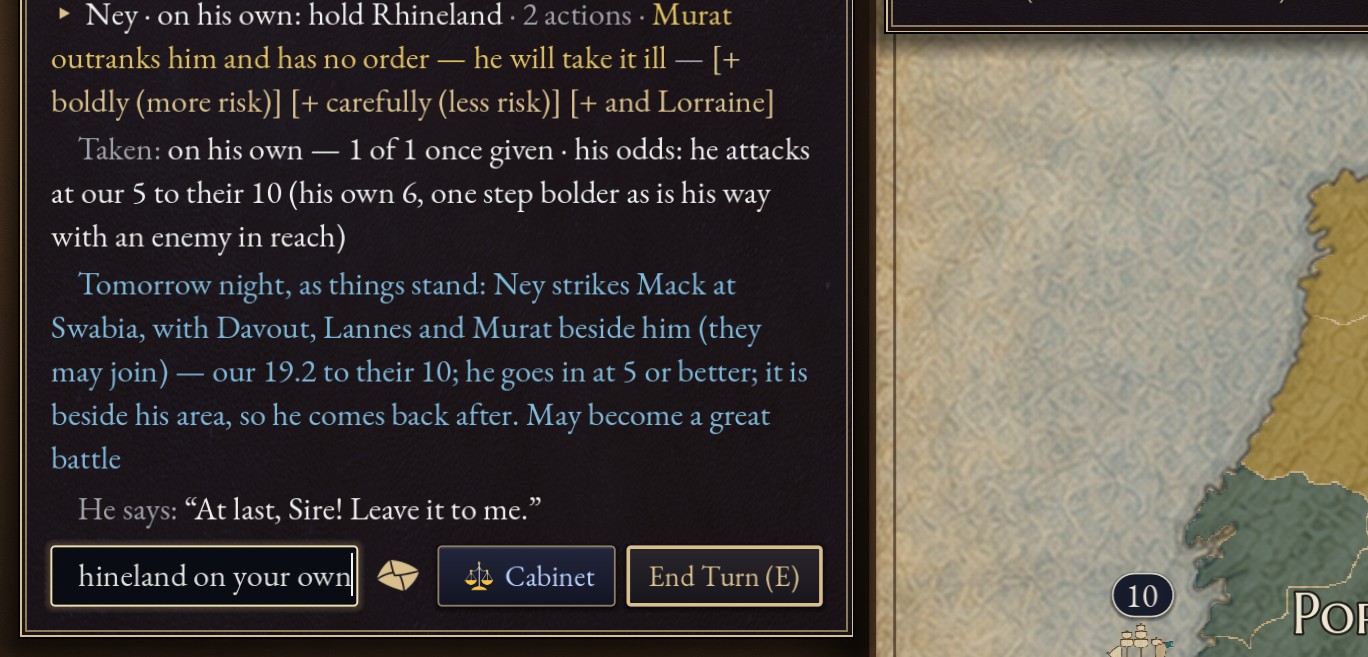 ▸ Ney · on his own: hold Rhineland · 2 actions · Murat
outranks him and has no order — he will take it ill — [+
boldly (more risk)] [+ carefully (less risk)] [+ and Lorraine]
Taken: on his own — 1 of 1 once given · his odds: he attacks
at our 5 to their 10 (his own 6, one step bolder as is his way
with an enemy in reach)
Tomorrow night, as things stand: Ney strikes Mack at
Swabia, with Davout, Lannes and Murat beside him (they
may join) — our 19.2 to their 10; he goes in at 5 or better; it is
beside his area, so he comes back after. May become a great
battle
He says: “At last, Sire! Leave it to me.”
hineland on your own
Cabinet
End Turn (E)
10